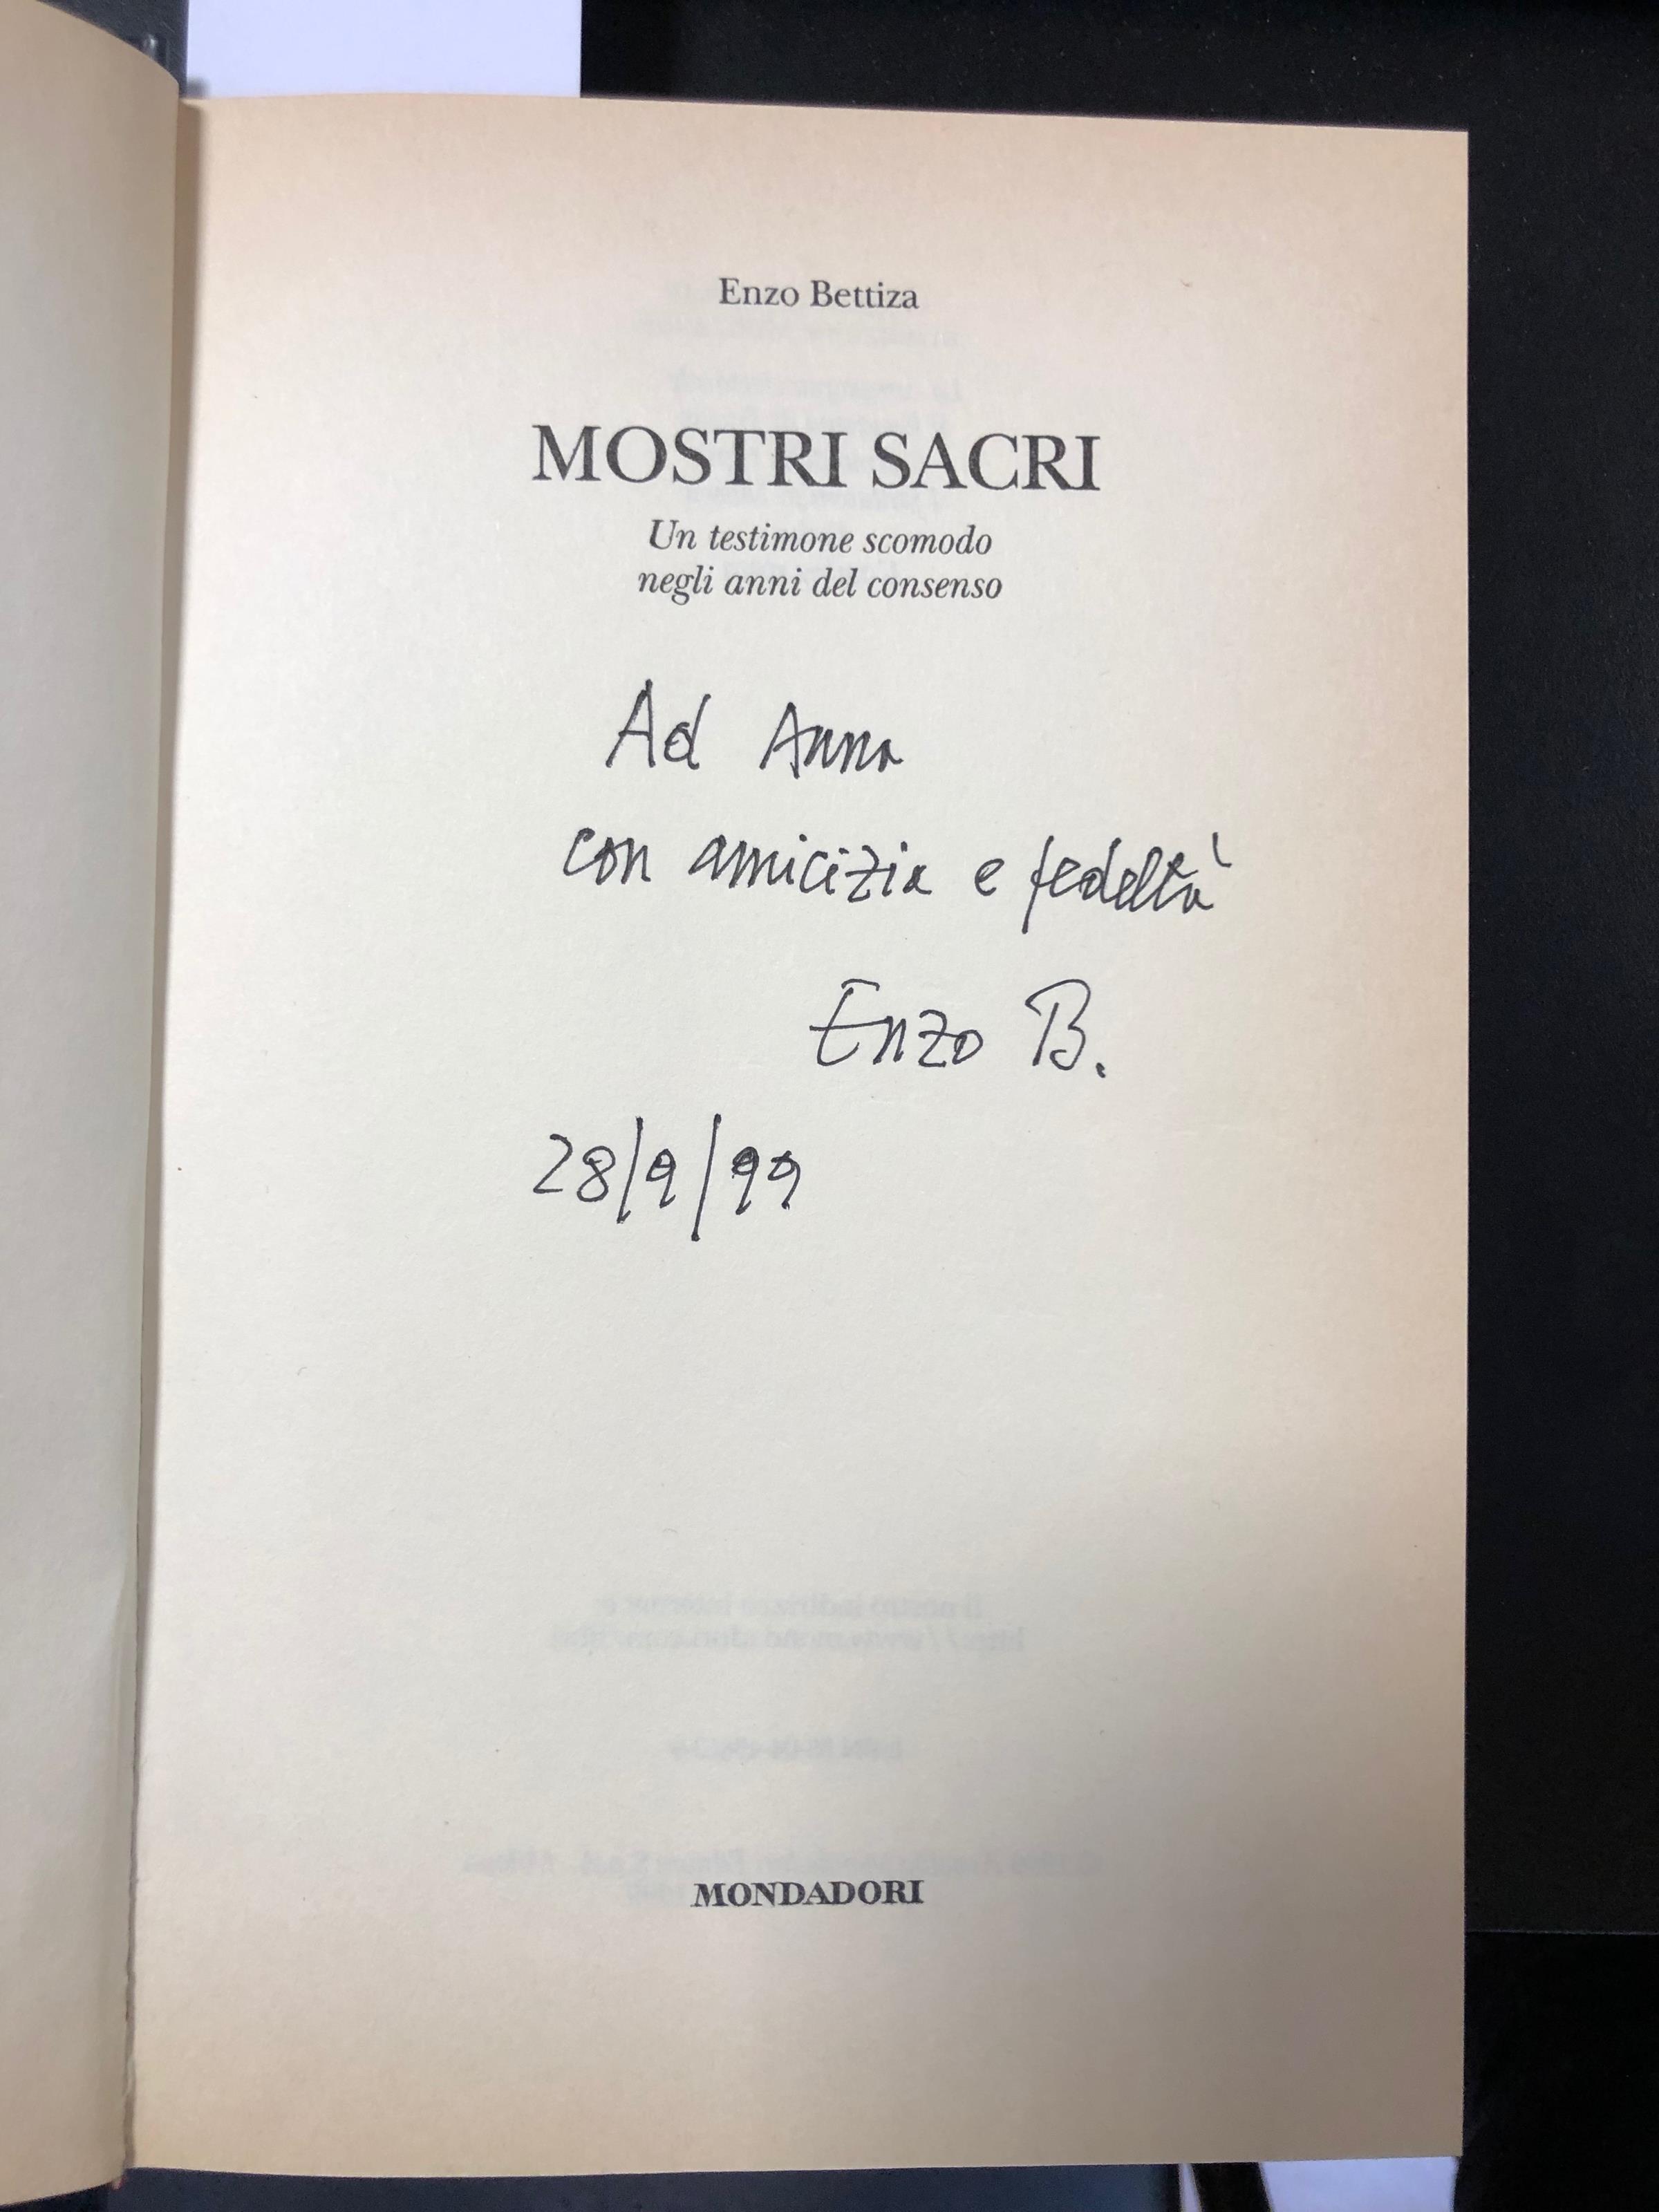 Enzo Bettiza
MOSTRI SACRI
Un testimone scomodo
negli anni del consenso
Ad Anna
con amicizia e fedeltà
Enzo B.
28/9/99
MONDADORI